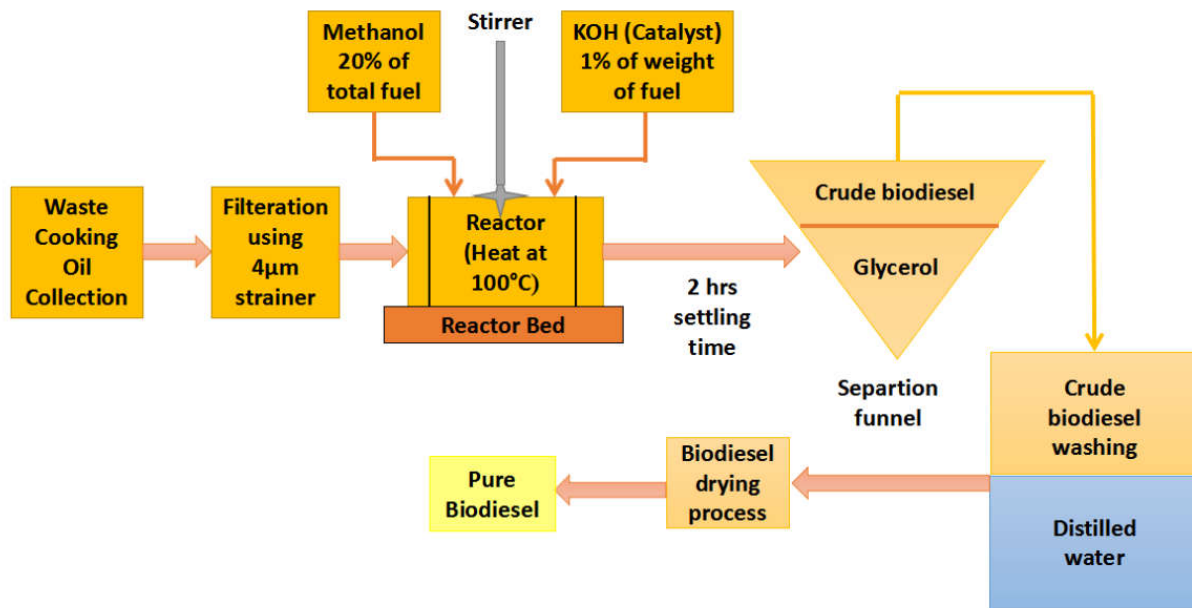 Methanol
20% of
total fuel
Stirrer
KOH (Catalyst)
1% of weight
of fuel
Waste
Cooking
Oil
Collection
Filteration
using
4μm
strainer
Reactor
(Heat at
100°C)
Reactor Bed
2 hrs
settling
time
Crude biodiesel
Glycerol
Separtion
funnel
Crude
biodiesel
washing
Distilled
water
Biodiesel
drying
process
Pure
Biodiesel